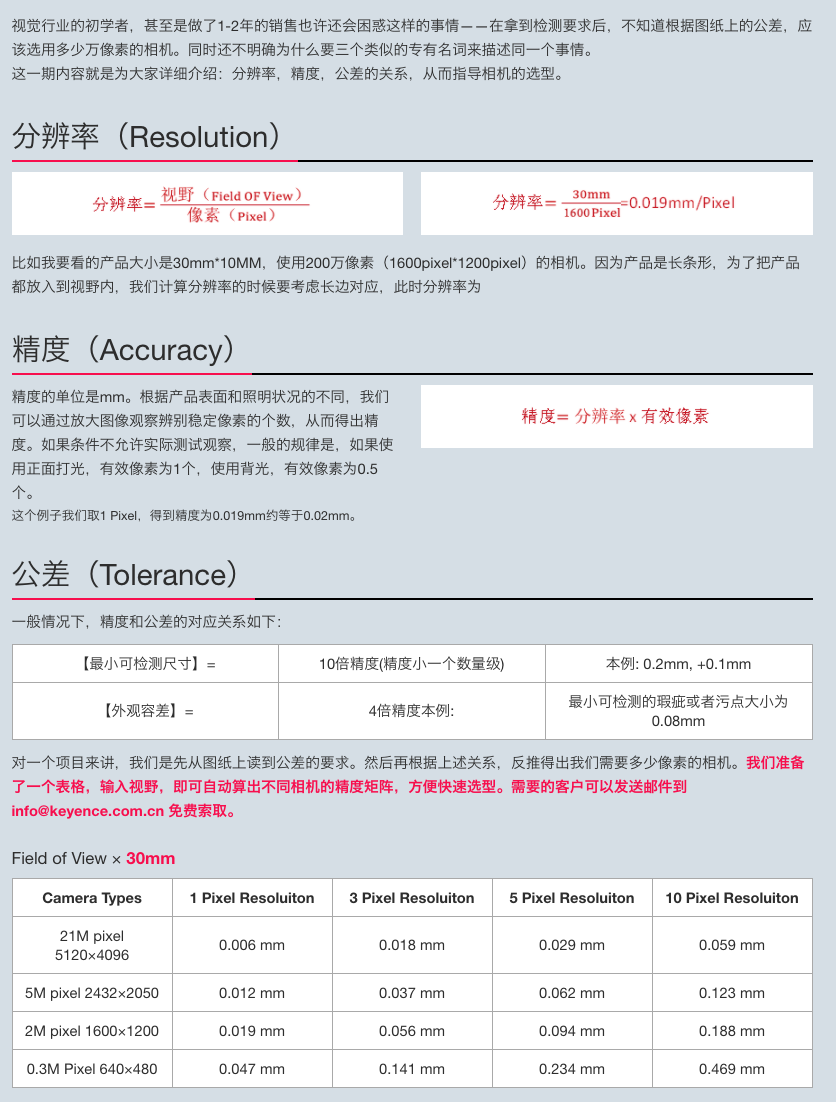 视觉行业的初学者，甚至是做了1-2年的销售也许还会困惑这样的事情——在拿到检测要求后，不知道根据图纸上的公差，应
该选用多少万像素的相机。同时还不明确为什么要三个类似的专有名词来描述同一个事情。
这一期内容就是为大家详细介绍：分辨率，精度，公差的关系，从而指导相机的选型。
分辨率（Resolution）
分辨率= 视野（Field OF View） / 像素（Pixel）
分辨率= 30mm / 1600Pixel =0.019mm/Pixel
比如我要看的产品大小是30mm*10MM，使用200万像素（1600pixel*1200pixel）的相机。因为产品是长条形，为了把产品
都放入到视野内，我们计算分辨率的时候要考虑长边对应，此时分辨率为
精度（Accuracy）
精度的单位是mm。根据产品表面和照明状况的不同，我们
可以通过放大图像观察辨别稳定像素的个数，从而得出精
度。如果条件不允许实际测试观察，一般的规律是，如果使
用正面打光，有效像素为1个，使用背光，有效像素为0.5
个。
这个例子我们取1 Pixel，得到精度为0.019mm约等于0.02mm。
精度= 分辨率 x 有效像素
公差（Tolerance）
一般情况下，精度和公差的对应关系如下：
【最小可检测尺寸】= 10倍精度(精度小一个数量级) 本例: 0.2mm, +0.1mm
【外观容差】= 4倍精度本例: 最小可检测的瑕疵或者污点大小为
0.08mm
对一个项目来讲，我们是先从图纸上读到公差的要求。然后再根据上述关系，反推得出我们需要多少像素的相机。我们准备
了一个表格，输入视野，即可自动算出不同相机的精度矩阵，方便快速选型。需要的客户可以发送邮件到
info@keyence.com.cn 免费索取。
Field of View × 30mm
Camera Types 1 Pixel Resoluiton 3 Pixel Resoluiton 5 Pixel Resoluiton 10 Pixel Resoluiton
21M pixel
5120×4096 0.006 mm 0.018 mm 0.029 mm 0.059 mm
5M pixel 2432×2050 0.012 mm 0.037 mm 0.062 mm 0.123 mm
2M pixel 1600×1200 0.019 mm 0.056 mm 0.094 mm 0.188 mm
0.3M Pixel 640×480 0.047 mm 0.141 mm 0.234 mm 0.469 mm